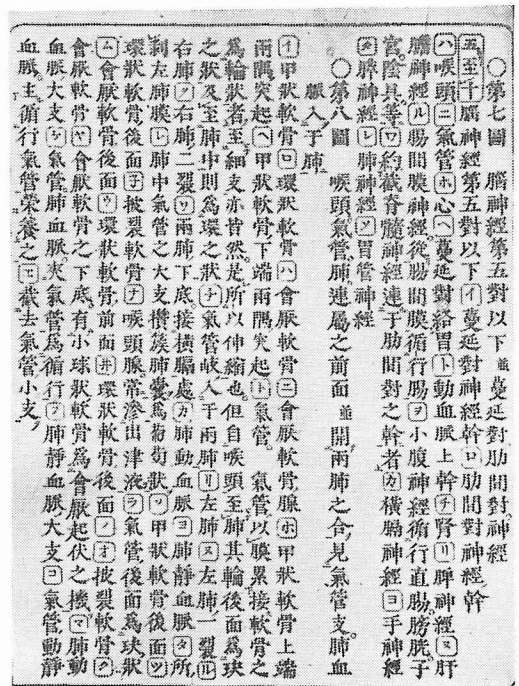 ○第七圖　腦神經第五對以下並蔓延對肋間對神經
五至十腦神經第五對以下イ蔓延對神經幹ロ肋間對神經幹
ハ喉頭ニ氣管ホ心ヘ蔓延對絡胃ト動血脈上幹チ腎リ脾神經ヌ肝
膽神經ル腸間膜神經從腸間膜循行腸ヲ小腹神經循行直腸膀胱子
宮陰具等ワ約截脊髓神經連于肋間對之幹者カ橫膈神經ヨ手神經
タ脾神經レ肺神經ソ胃管神經
○第八圖　喉頭氣管肺連屬之前面並開兩肺之合見氣管支肺血
脈入于肺
イ甲狀軟骨ロ環狀軟骨ハ會厭軟骨ニ會厭軟骨腺ホ甲狀軟骨上端
兩隅突起ヘ甲狀軟骨下端兩隅突起ト氣管　氣管以膜累接軟骨之
爲輪狀者至細支亦皆然是所以伸縮也但自喉頭至肺其輪後面爲玦
之狀及至肺中則爲環之狀チ氣管岐入于兩肺リ左肺ヌ左肺一裂ル
右肺ヲ右肺二裂ワ兩肺下底接橫膈處カ肺動血脈ヨ肺靜血脈タ所
剝左肺膜レ肺中氣管之大支攢簇肺囊爲葡萄狀ソ甲狀軟骨後面ツ
環狀軟骨後面ネ披裂軟骨ナ喉頭腺常滲出津液ラ氣管後面爲玦狀
ム會厭軟骨後面ウ環狀軟骨前面ヰ環狀軟骨後面ノオ披裂軟骨ク
會厭軟骨ヤ會厭軟骨之下底有小球狀軟骨爲會厭起伏之機マ肺動
血脈大支ケ氣管肺血脈夾氣管爲循行フ肺靜血脈大支コ氣管動靜
血脈主循行氣管榮養之エ截去氣管小支